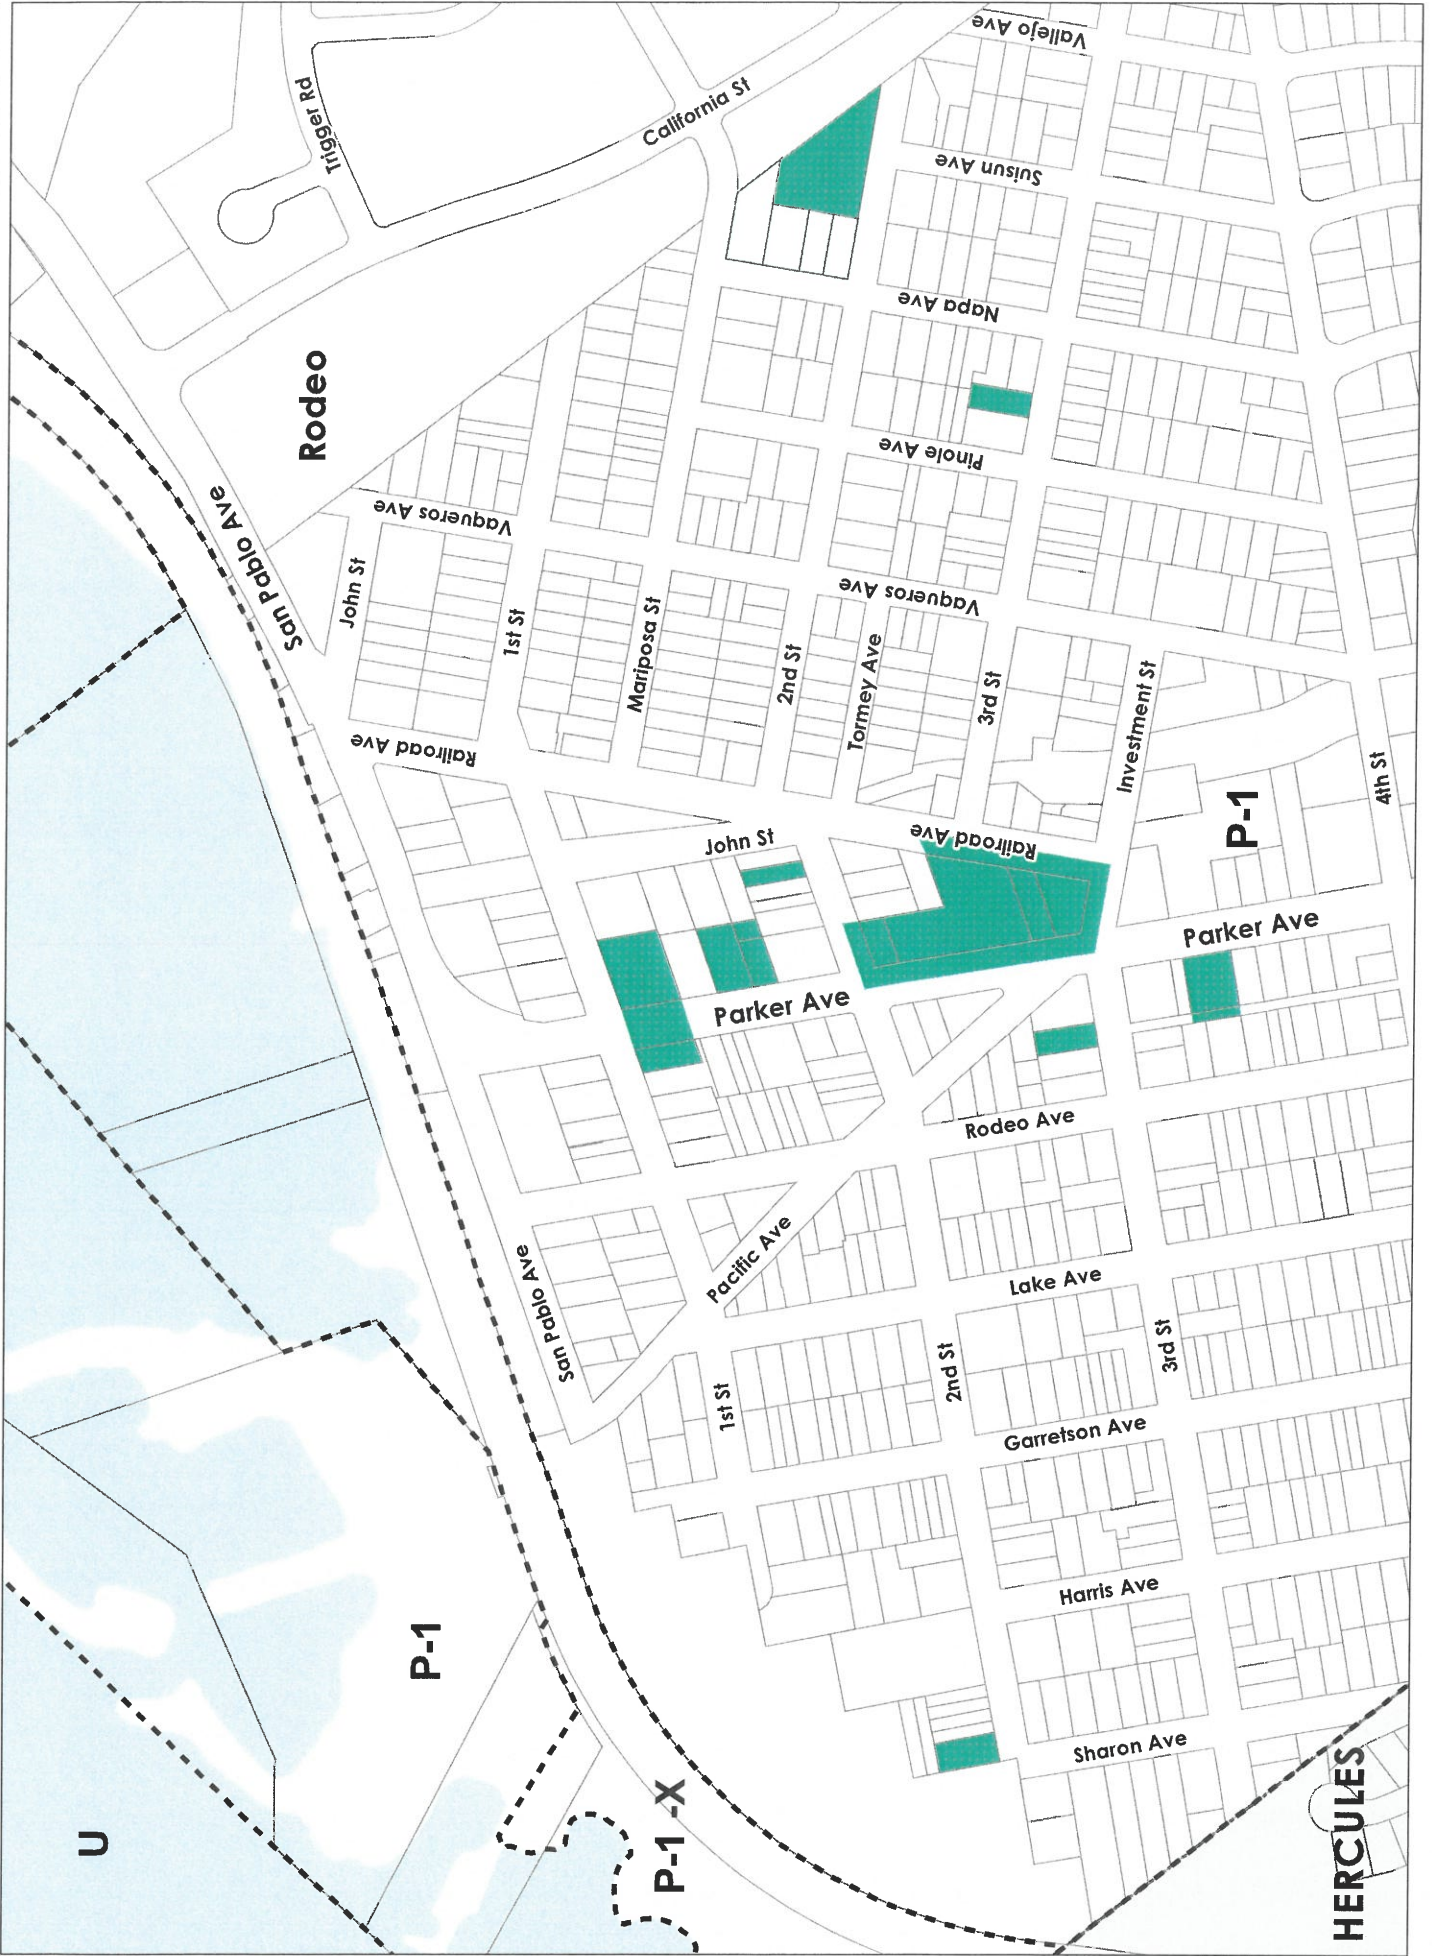 Vallejo Ave
Trigger Rd
California St
Suisun Ave
Napa Ave
Rodeo
Pinole Ave
San Pablo Ave
Vaqueros Ave
John St
1st St
Mariposa St
Vaqueros Ave
2nd St
Tormey Ave
3rd St
Investment St
Railroad Ave
4th St
P-1
John St
Railroad Ave
Parker Ave
Parker Ave
Rodeo Ave
Pacific Ave
San Pablo Ave
Lake Ave
1st St
2nd St
3rd St
Garretson Ave
Harris Ave
P-1
Sharon Ave
U
P-1 -X
HERCULES